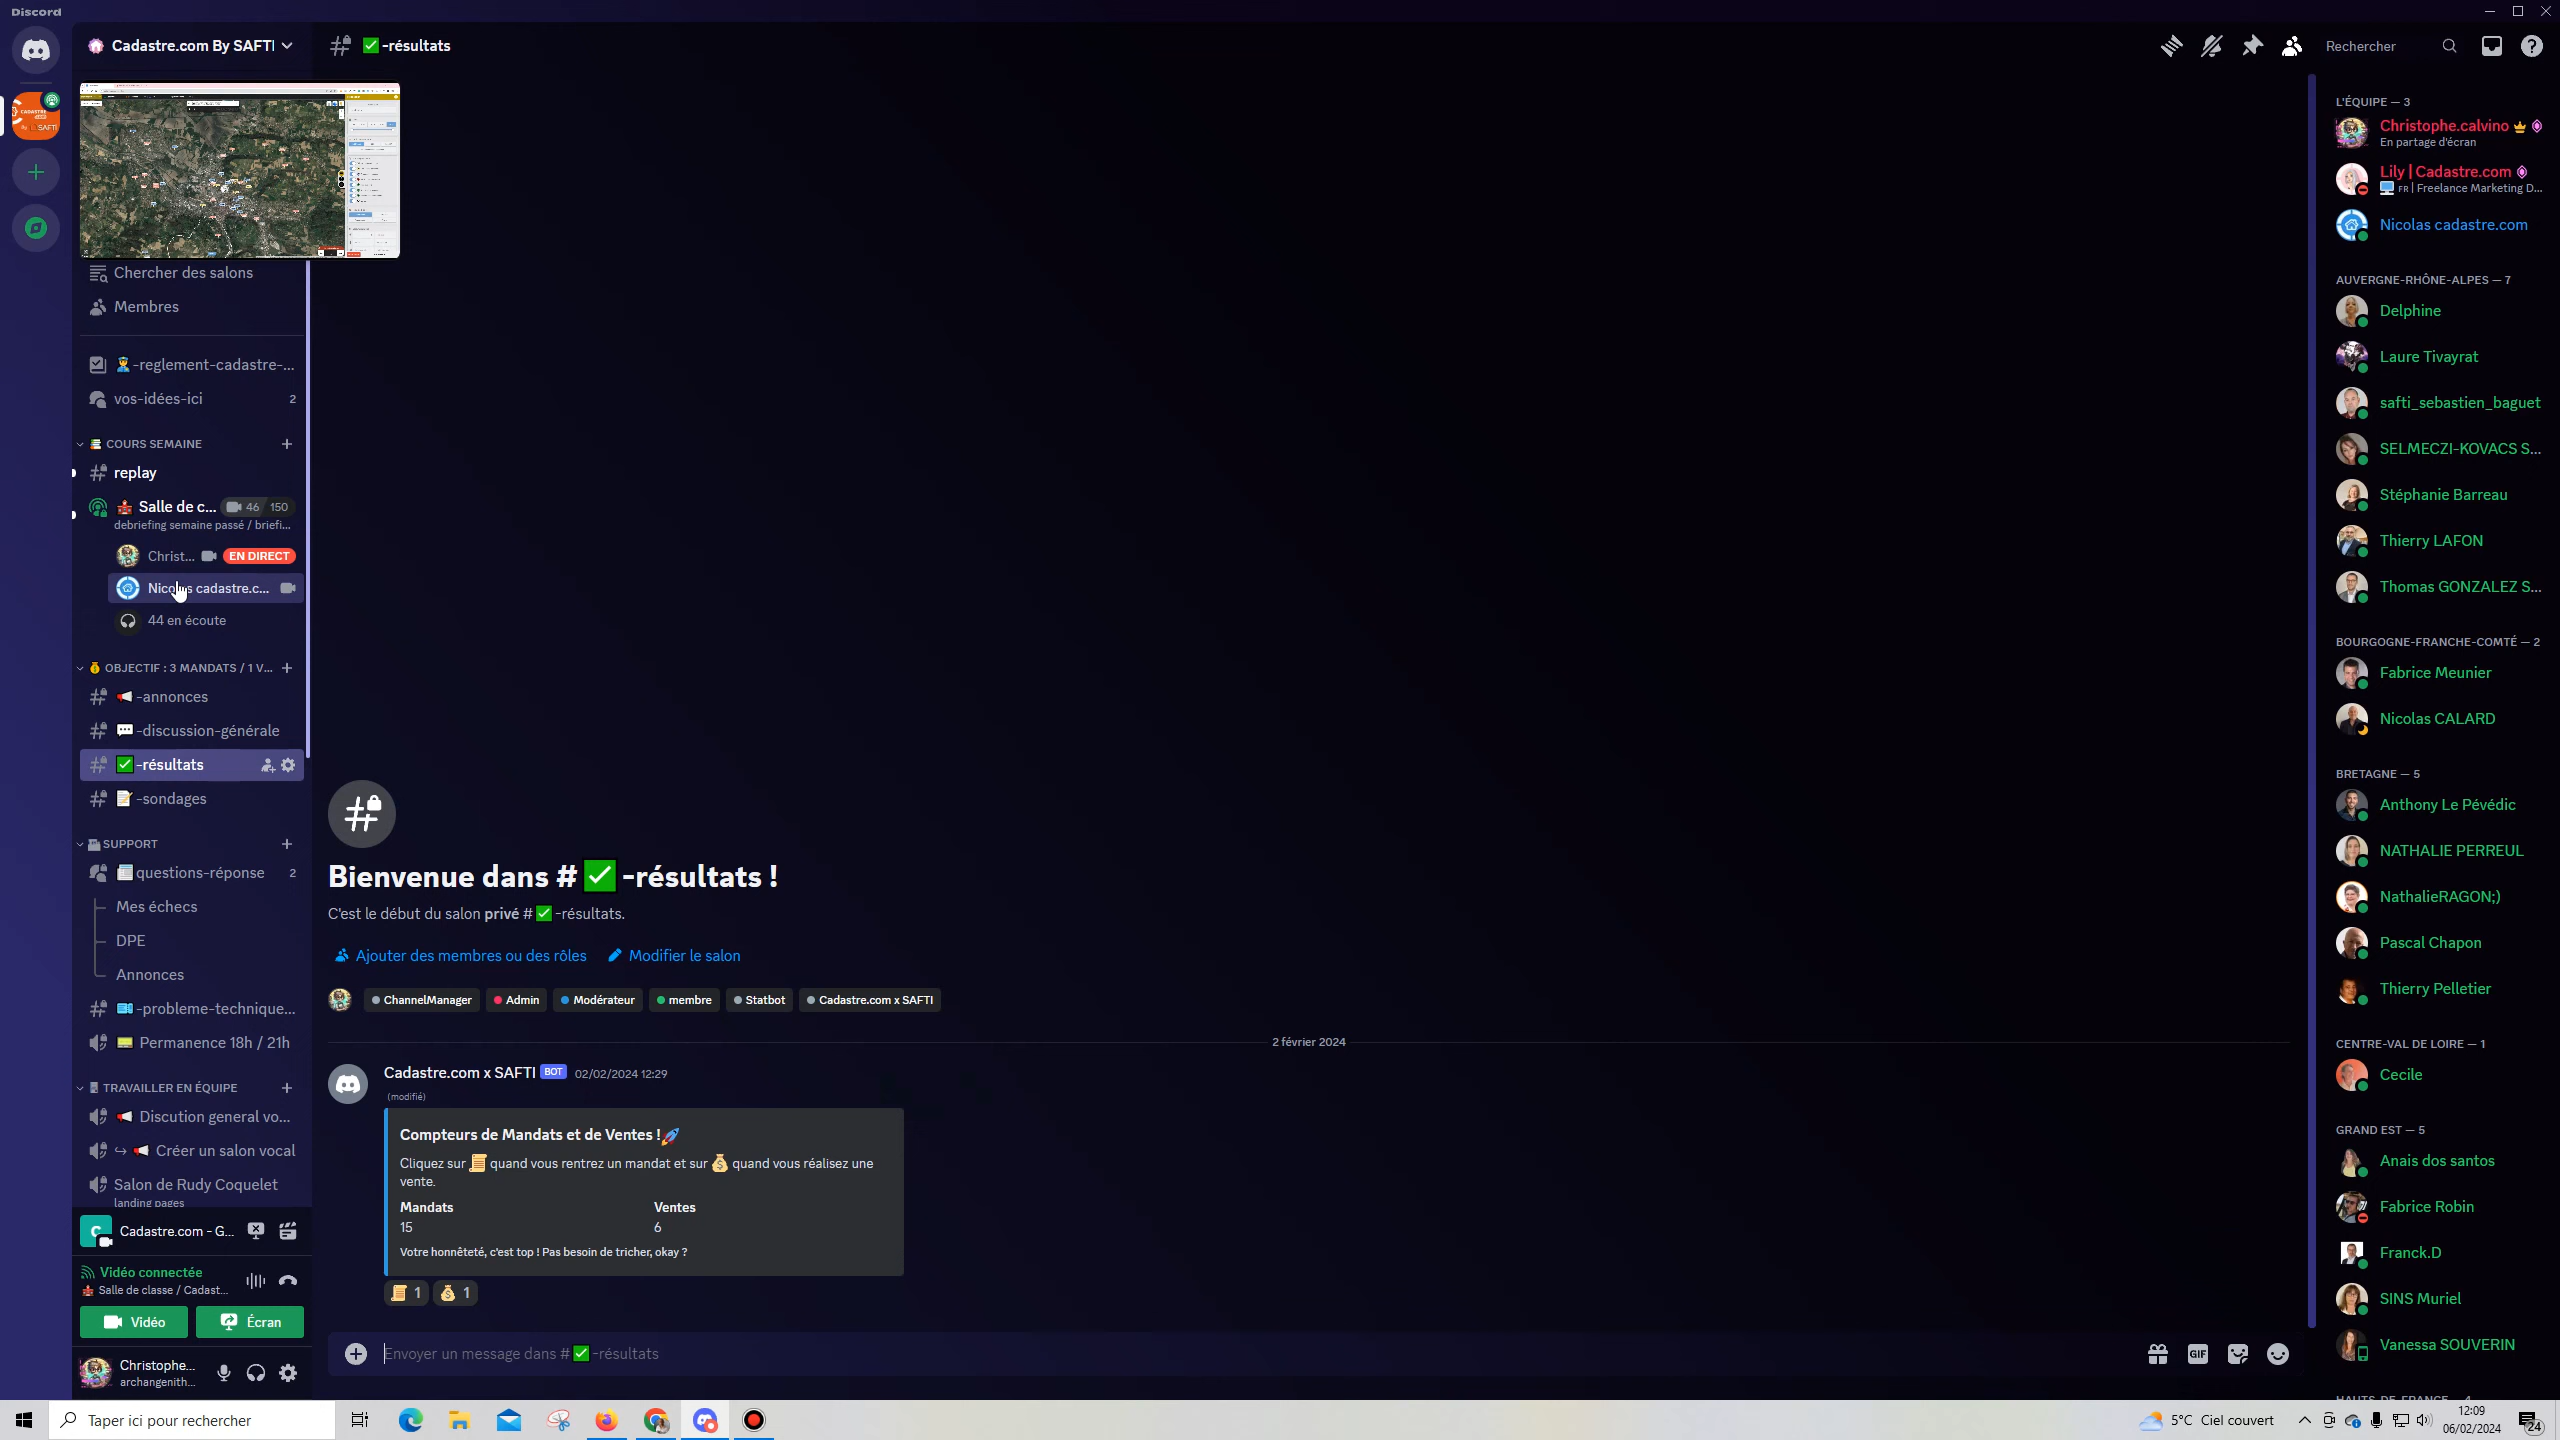 Discord
Cadastre.com By SAFTI
-résultats
Rechercher
Chercher des salons
Membres
-reglement-cadastre-...
vos-idées-ici 2
COURS SEMAINE
replay
Salle de c... 46 150
debriefing semaine passé / briefi...
Christ... EN DIRECT
Nicolas cadastre.c...
44 en écoute
OBJECTIF : 3 MANDATS / 1 V...
-annonces
-discussion-générale
-résultats
-sondages
SUPPORT
questions-réponse 2
Mes échecs
DPE
Annonces
-probleme-technique...
Permanence 18h / 21h
TRAVAILLER EN ÉQUIPE
Discution general vo...
Créer un salon vocal
Salon de Rudy Coquelet
landing pages
Cadastre.com - G...
Vidéo connectée
Salle de classe / Cadast...
Vidéo
Écran
Christophe...
archangenith...
Bienvenue dans # -résultats !
C'est le début du salon privé # -résultats.
Ajouter des membres ou des rôles
Modifier le salon
ChannelManager
Admin
Modérateur
membre
Statbot
Cadastre.com x SAFTI
2 février 2024
Cadastre.com x SAFTI BOT 02/02/2024 12:29
(modifié)
Compteurs de Mandats et de Ventes !
Cliquez sur quand vous rentrez un mandat et sur quand vous réalisez une
vente.
Mandats Ventes
15 6
Votre honnêteté, c'est top ! Pas besoin de tricher, okay ?
1 1
Envoyer un message dans # -résultats
GIF
L'ÉQUIPE — 3
Christophe.calvino
En partage d'écran
Lily | Cadastre.com
FR | Freelance Marketing D...
Nicolas cadastre.com
AUVERGNE-RHÔNE-ALPES — 7
Delphine
Laure Tivayrat
safti_sebastien_baguet
SELMECZI-KOVACS S...
Stéphanie Barreau
Thierry LAFON
Thomas GONZALEZ S...
BOURGOGNE-FRANCHE-COMTÉ — 2
Fabrice Meunier
Nicolas CALARD
BRETAGNE — 5
Anthony Le Pévédic
NATHALIE PERREUL
NathalieRAGON;)
Pascal Chapon
Thierry Pelletier
CENTRE-VAL DE LOIRE — 1
Cecile
GRAND EST — 5
Anais dos santos
Fabrice Robin
Franck.D
SINS Muriel
Vanessa SOUVERIN
HAUTS-DE-FRANCE — 4
Taper ici pour rechercher
5°C Ciel couvert
12:09
06/02/2024
24